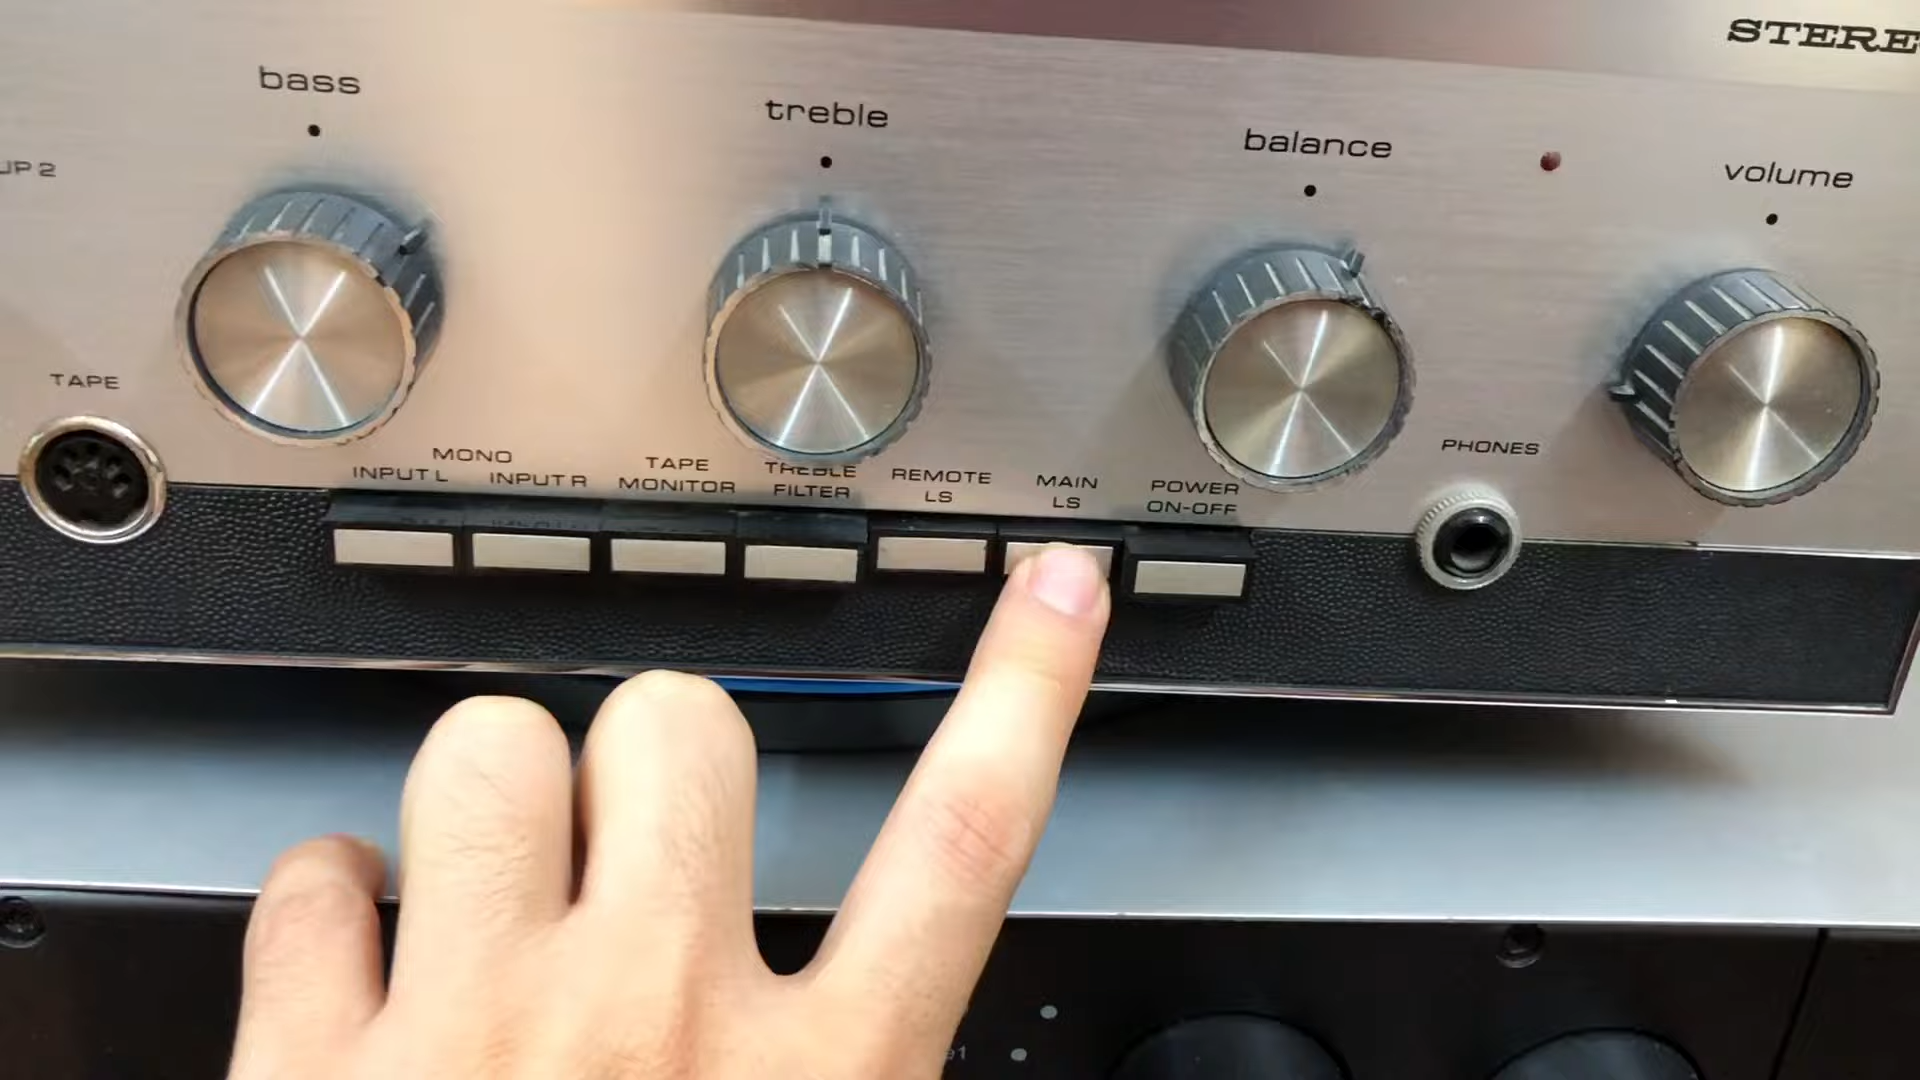 STERE
bass
treble
balance
volume
UP 2
TAPE
MONO
INPUT L
INPUT R
TAPE
MONITOR
TREBLE
FILTER
REMOTE
LS
MAIN
LS
POWER
ON-OFF
PHONES